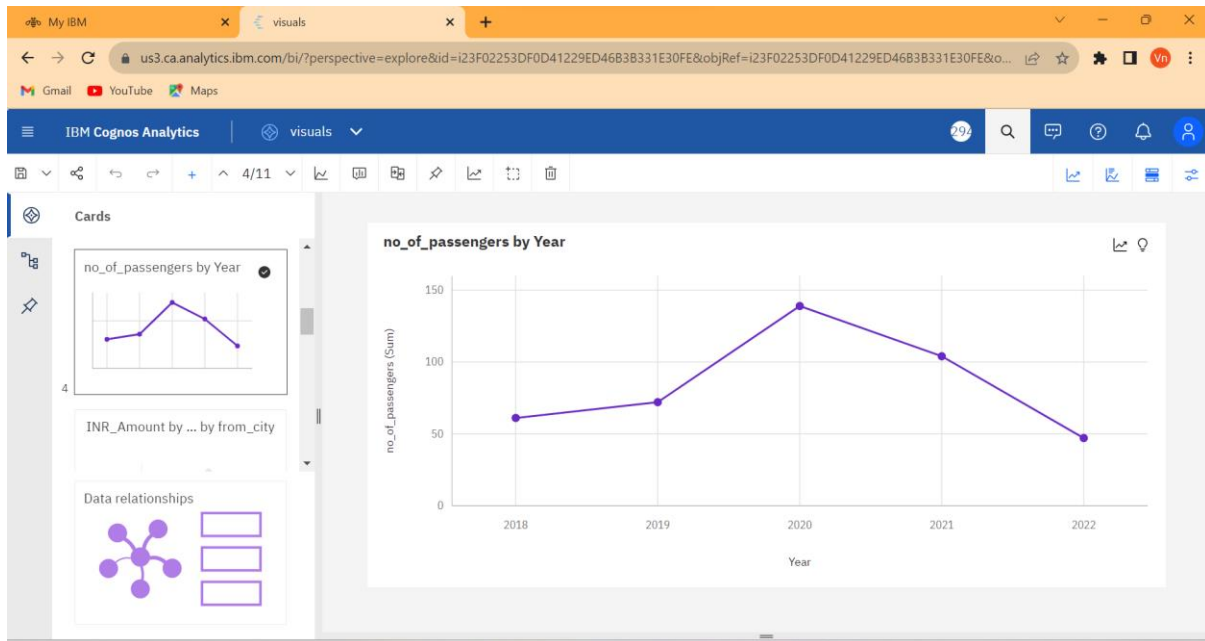 My IBM
visuals
us3.ca.analytics.ibm.com/bi/?perspective=explore&id=i23F02253DF0D41229ED46B3B331E30FE&objRef=i23F02253DF0D41229ED46B3B331E30FE&o...
Vn
Gmail
YouTube
Maps
IBM Cognos Analytics
visuals
294
4/11
Cards
no_of_passengers by Year
4
INR_Amount by ... by from_city
Data relationships
no_of_passengers by Year
no_of_passengers (Sum)
150
100
50
0
2018 2019 2020 2021 2022
Year